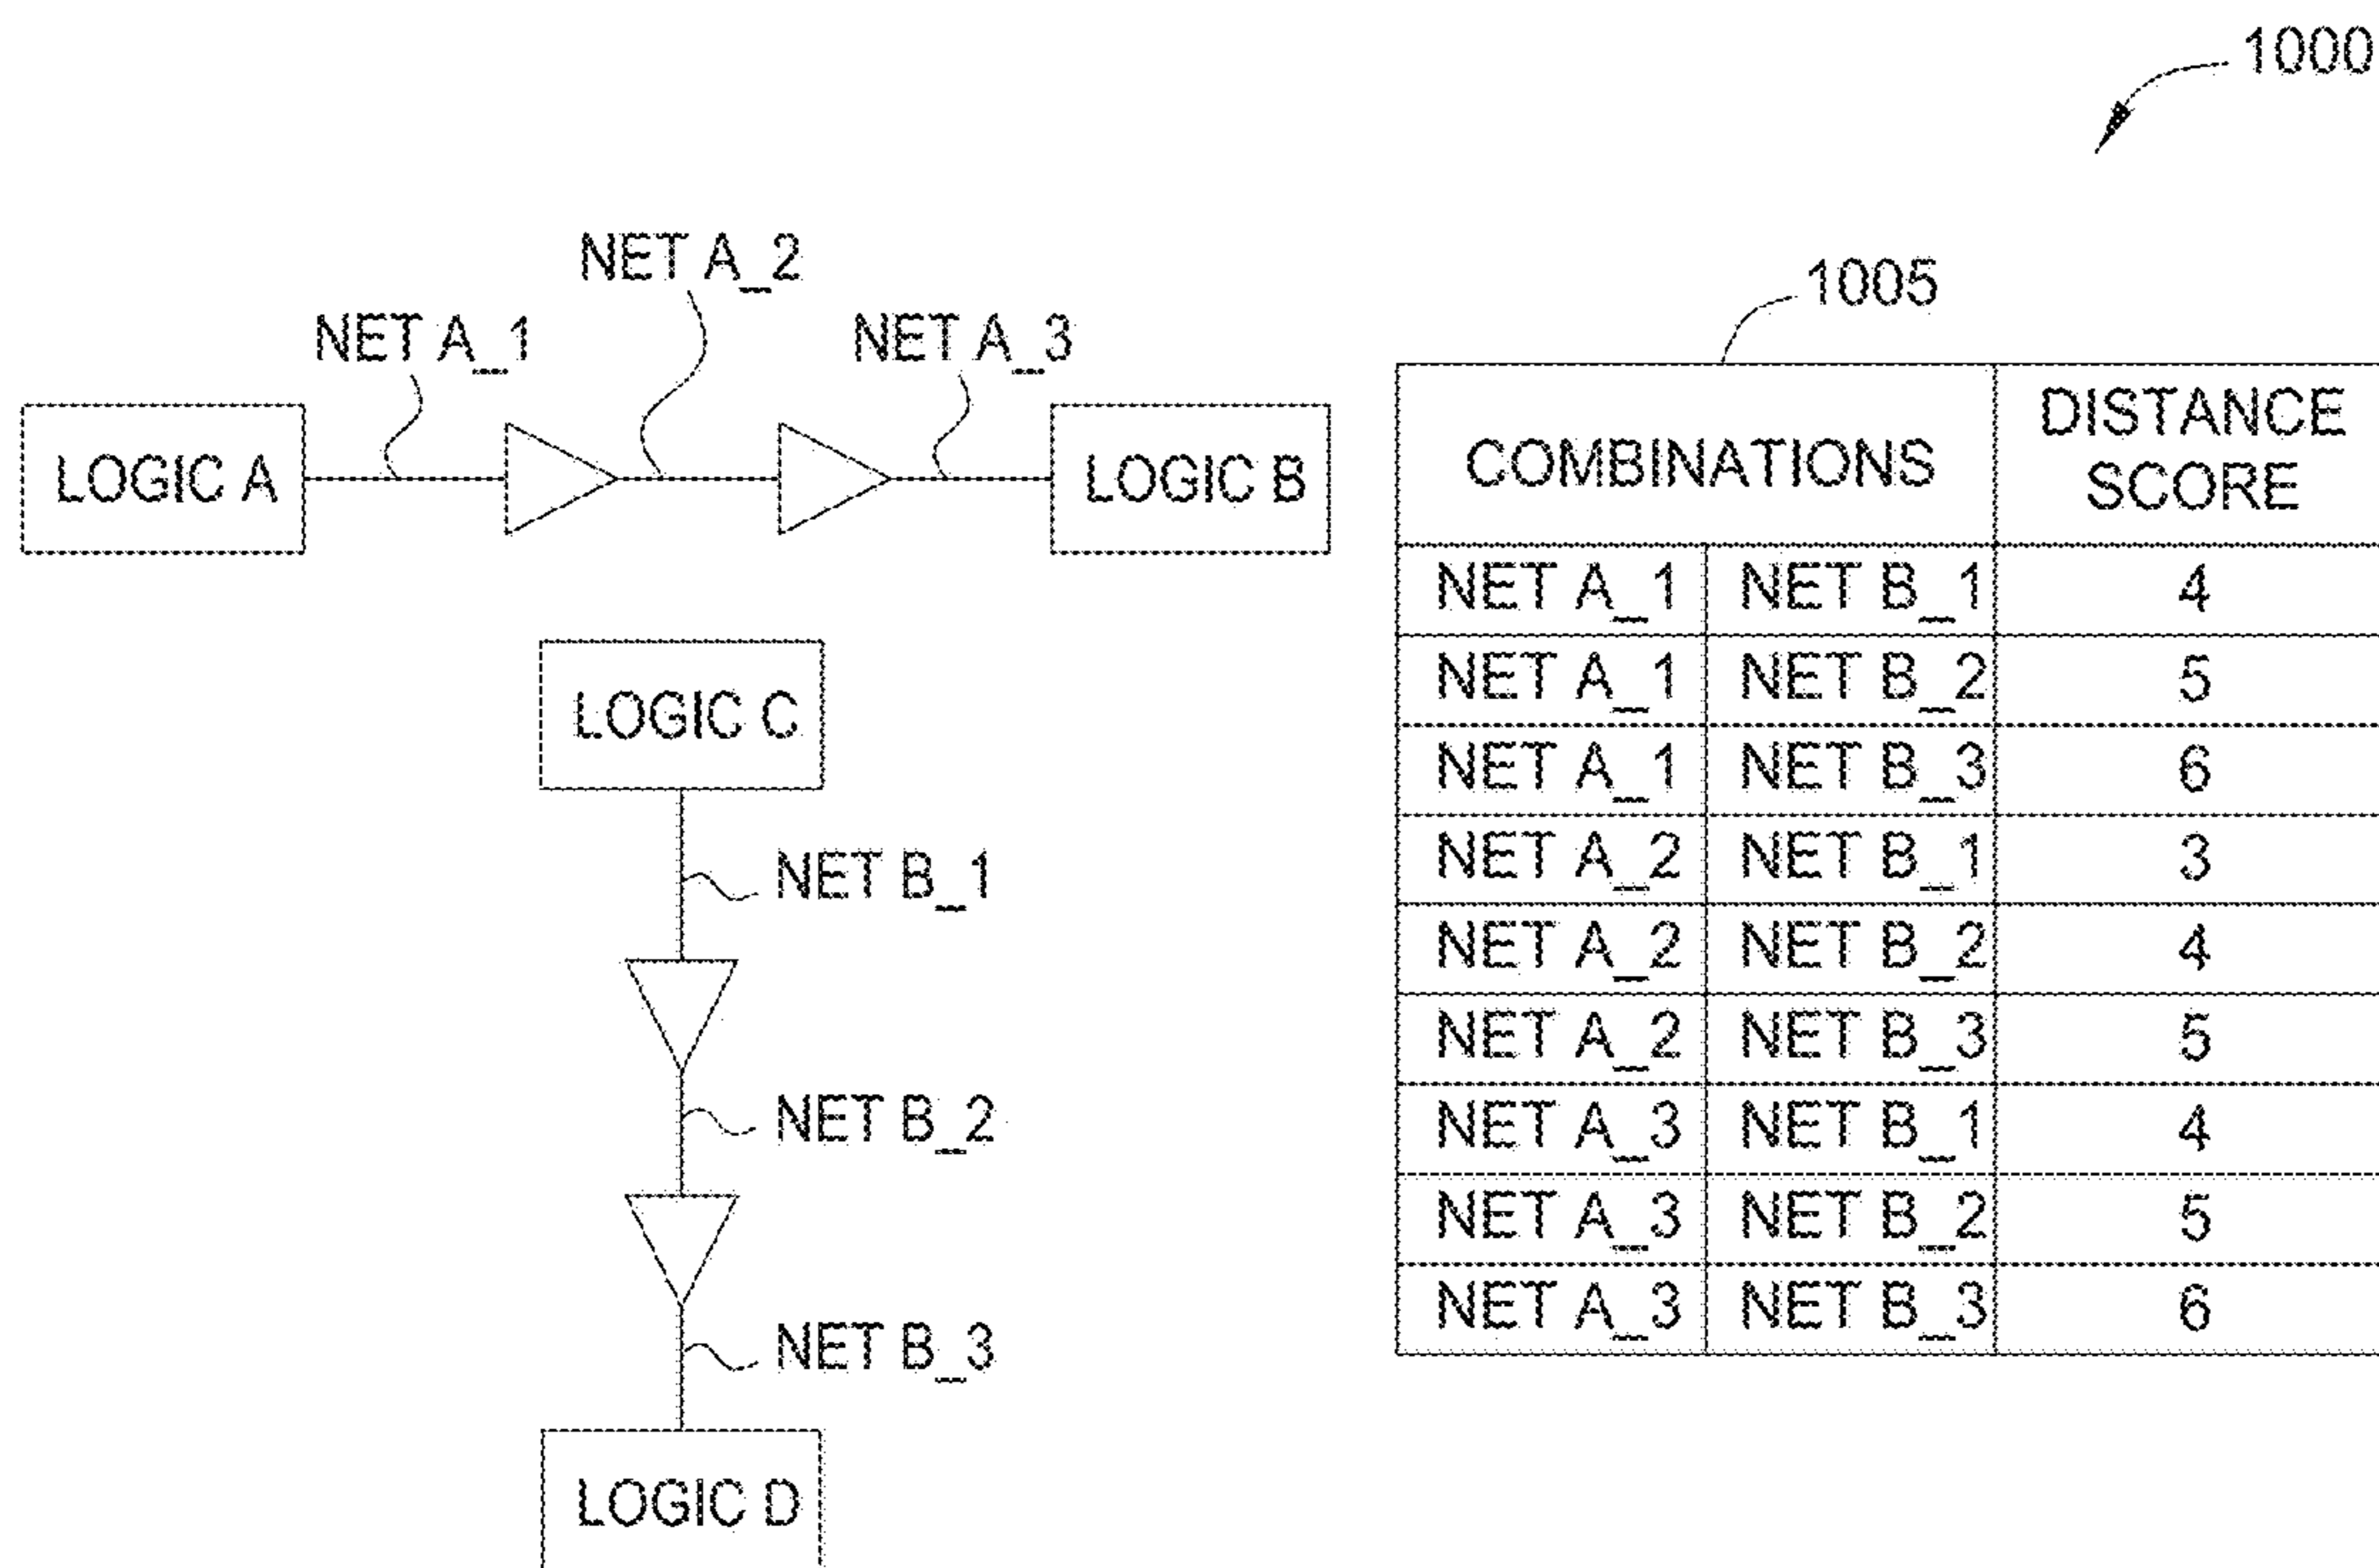 1000
NET A_2
1005
NET A_1
NET A_3
LOGIC A
LOGIC B
LOGIC C
NET B_1
NET B_2
NET B_3
LOGIC D
COMBINATIONS DISTANCE SCORE
NET A_1 NET B_1 4
NET A_1 NET B_2 5
NET A_1 NET B_3 6
NET A_2 NET B_1 3
NET A_2 NET B_2 4
NET A_2 NET B_3 5
NET A_3 NET B_1 4
NET A_3 NET B_2 5
NET A_3 NET B_3 6